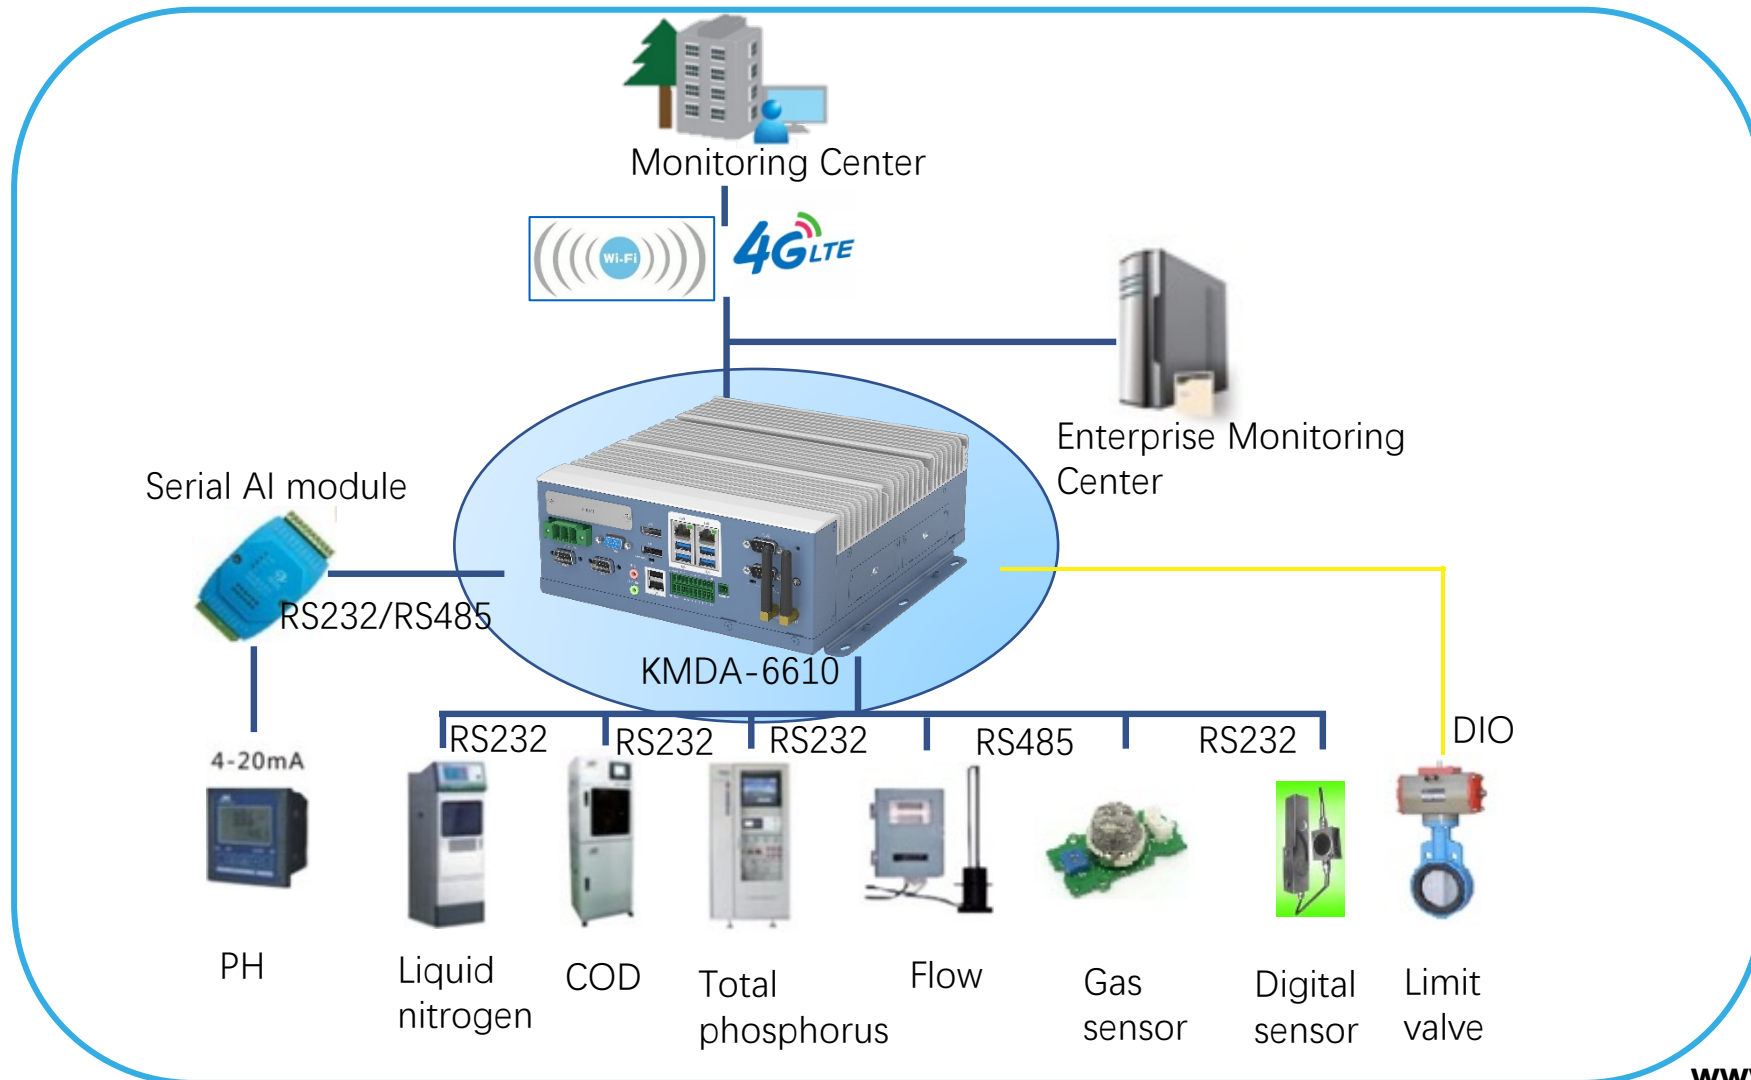 Monitoring Center
Wi-Fi
4G LTE
Enterprise Monitoring
Center
Serial AI module
RS232/RS485
KMDA-6610
RS232
RS232
RS232
RS485
RS232
DIO
4-20mA
PH
Liquid
nitrogen
COD
Total
phosphorus
Flow
Gas
sensor
Digital
sensor
Limit
valve